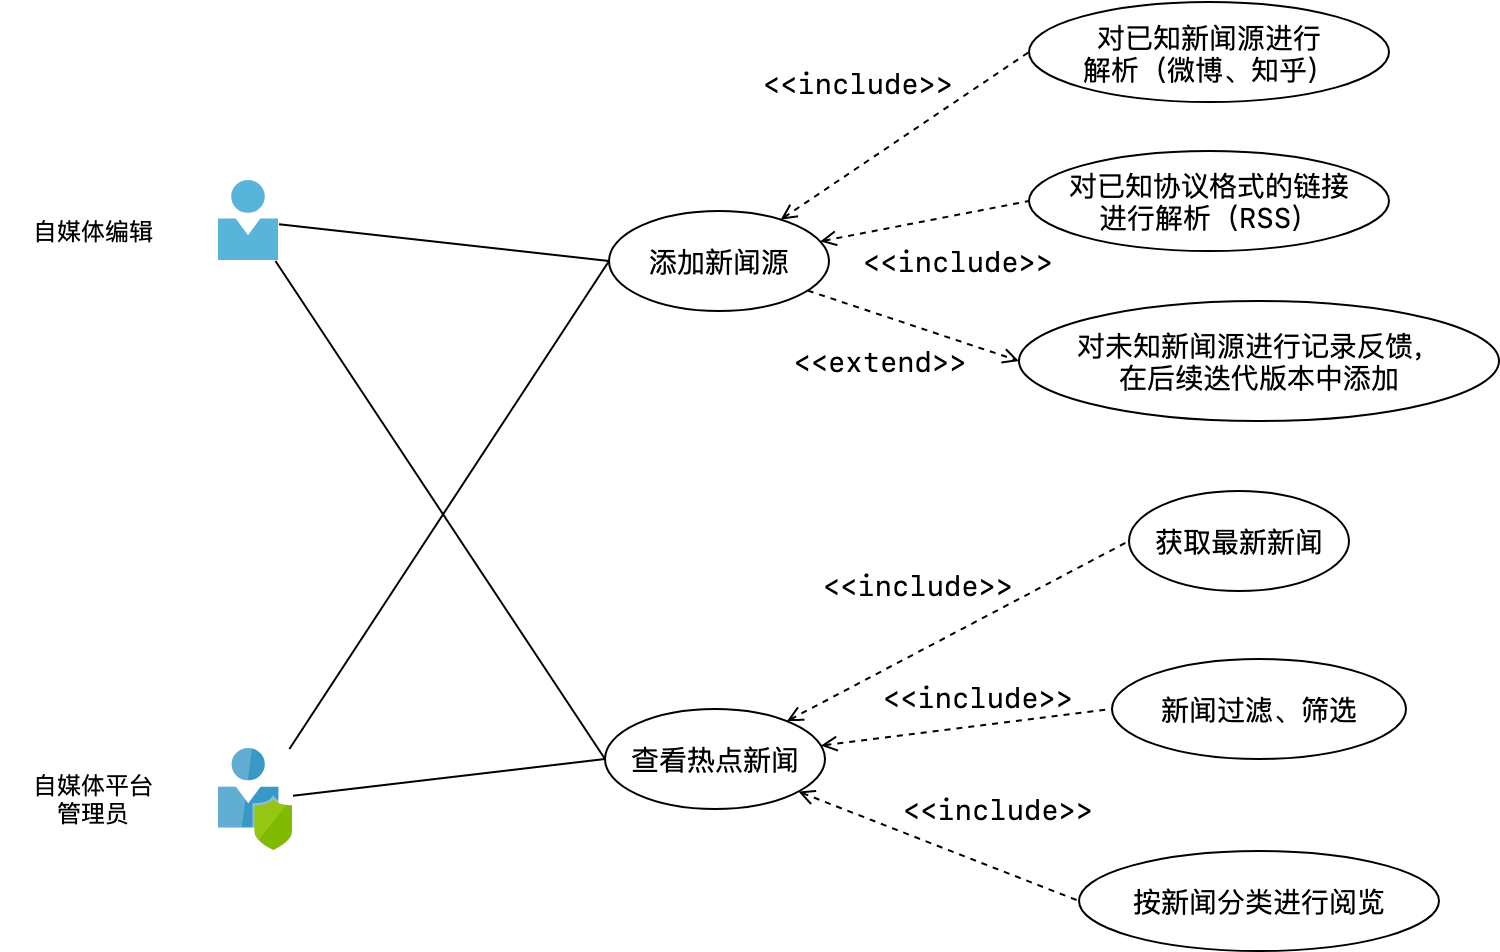 对已知新闻源进行
解析（微博、知乎）
<<include>>
对已知协议格式的链接
进行解析（RSS）
自媒体编辑
添加新闻源
<<include>>
对未知新闻源进行记录反馈，
在后续迭代版本中添加
<<extend>>
获取最新新闻
<<include>>
新闻过滤、筛选
<<include>>
查看热点新闻
自媒体平台
管理员
<<include>>
按新闻分类进行阅览